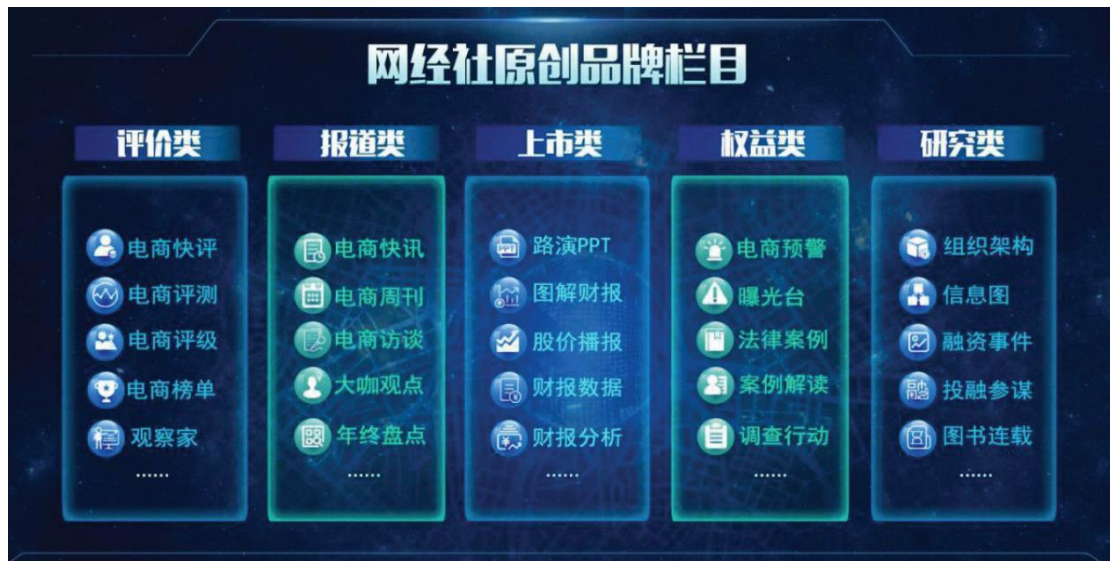 网经社原创品牌栏目
评价类
电商快评
电商评测
电商评级
电商榜单
观察家
......
报道类
电商快讯
电商周刊
电商访谈
大咖观点
年终盘点
......
上市类
路演PPT
图解财报
股价播报
财报数据
财报分析
......
权益类
电商预警
曝光台
法律案例
案例解读
调查行动
......
研究类
组织架构
信息图
融资事件
投融参谋
图书连载
......